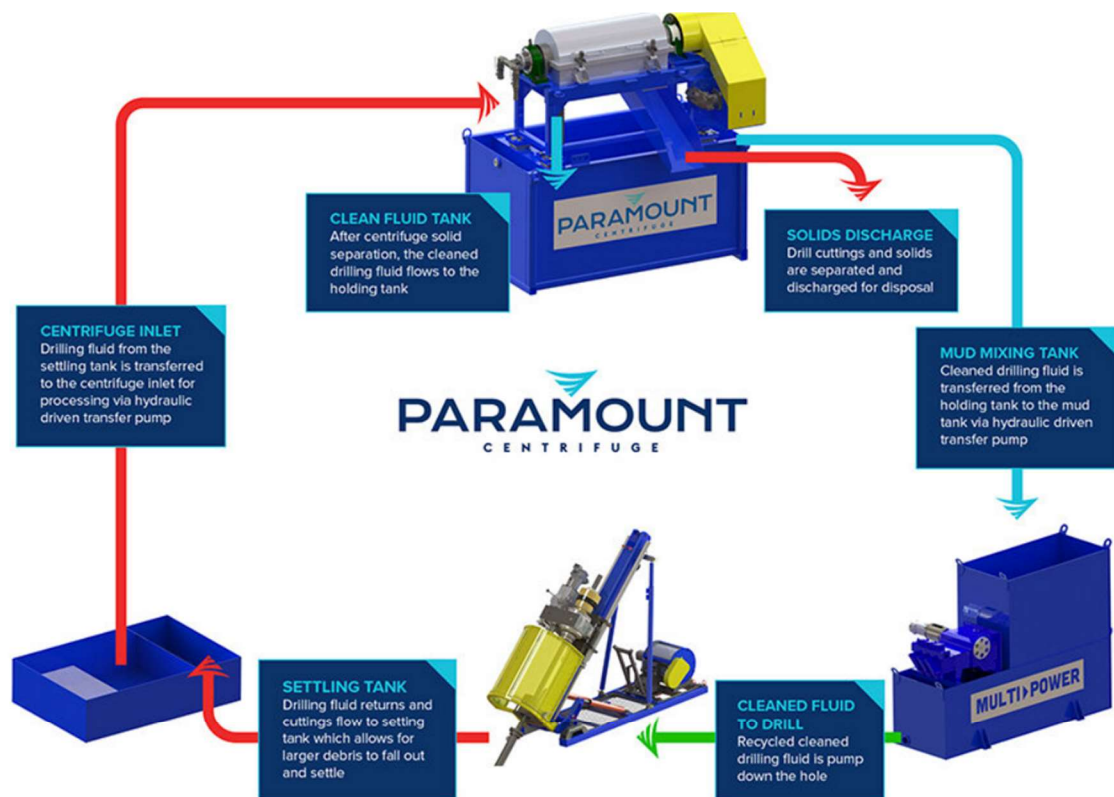 PARAMOUNT
CENTRIFUGE
CLEAN FLUID TANK
After centrifuge solid
separation, the cleaned
drilling fluid flows to the
holding tank
SOLIDS DISCHARGE
Drill cuttings and solids
are separated and
discharged for disposal
CENTRIFUGE INLET
Drilling fluid from the
settling tank is transferred
to the centrifuge inlet for
processing via hydraulic
driven transfer pump
MUD MIXING TANK
Cleaned drilling fluid is
transferred from the
holding tank to the mud
tank via hydraulic driven
transfer pump
PARAMOUNT
CENTRIFUGE
SETTLING TANK
Drilling fluid returns and
cuttings flow to setting
tank which allows for
larger debris to fall out
and settle
CLEANED FLUID
TO DRILL
Recycled cleaned
drilling fluid is pump
down the hole
MULTI POWER